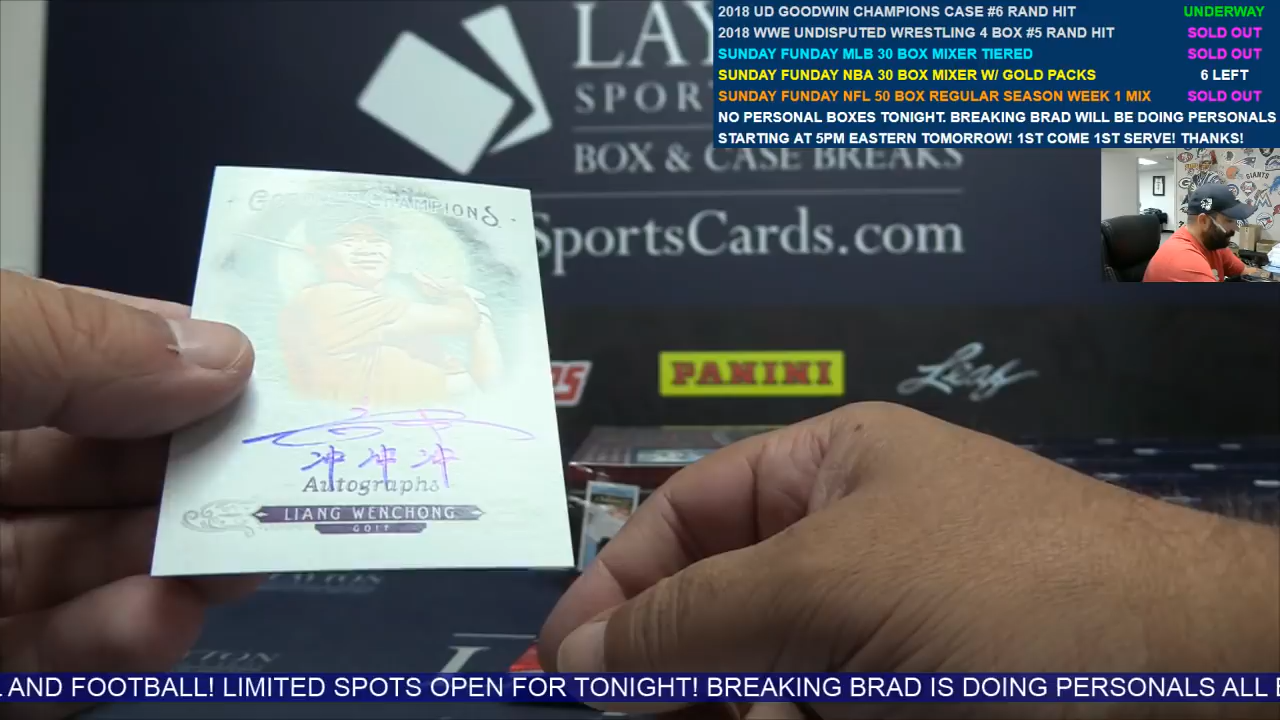 2018 UD GOODWIN CHAMPIONS CASE #6 RAND HIT UNDERWAY
2018 WWE UNDISPUTED WRESTLING 4 BOX #5 RAND HIT SOLD OUT
SUNDAY FUNDAY MLB 30 BOX MIXER TIERED SOLD OUT
SUNDAY FUNDAY NBA 30 BOX MIXER W/ GOLD PACKS 6 LEFT
SUNDAY FUNDAY NFL 50 BOX REGULAR SEASON WEEK 1 MIX SOLD OUT
NO PERSONAL BOXES TONIGHT. BREAKING BRAD WILL BE DOING PERSONALS
STARTING AT 5PM EASTERN TOMORROW! 1ST COME 1ST SERVE! THANKS!
LAY
SPOR
BOX & CASE BREAKS
SportsCards.com
GIANTS
CHAMPIONS
冲冲冲
Autographs
LIANG WENCHONG
GOLF
PANINI
Leaf
L AND FOOTBALL! LIMITED SPOTS OPEN FOR TONIGHT! BREAKING BRAD IS DOING PERSONALS ALL